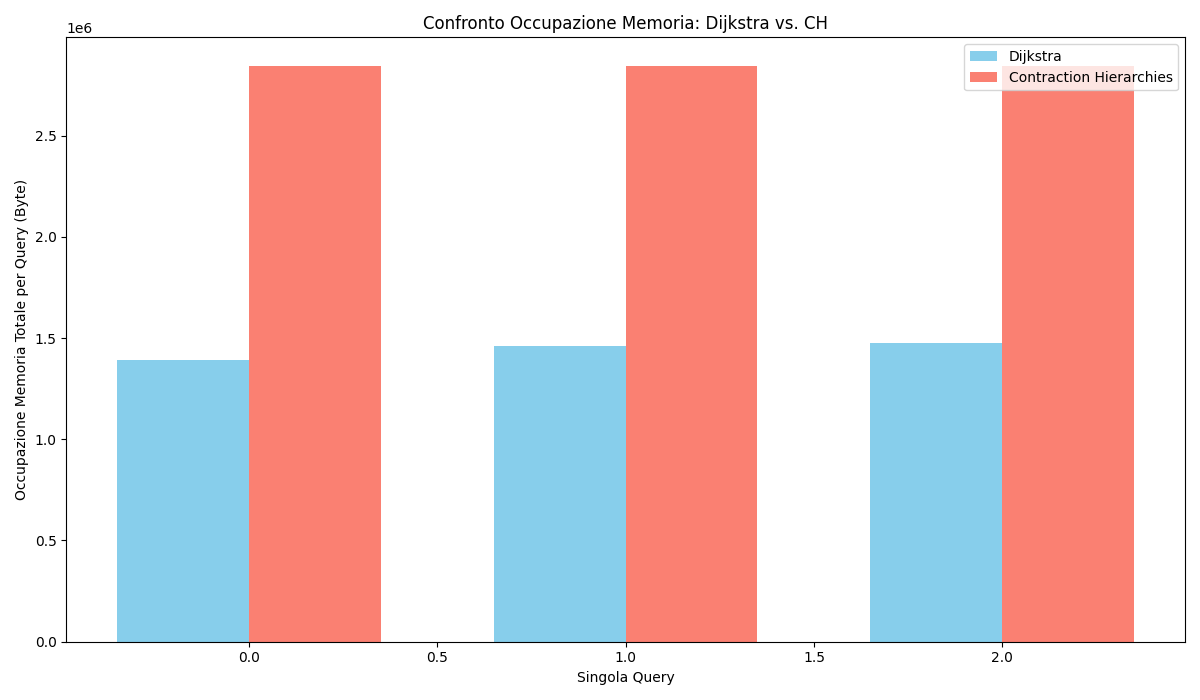 Confronto Occupazione Memoria: Dijkstra vs. CH
1e6
Dijkstra
Contraction Hierarchies
2.5
2.0
1.5
1.0
0.5
0.0
Occupazione Memoria Totale per Query (Byte)
0.0 0.5 1.0 1.5 2.0
Singola Query